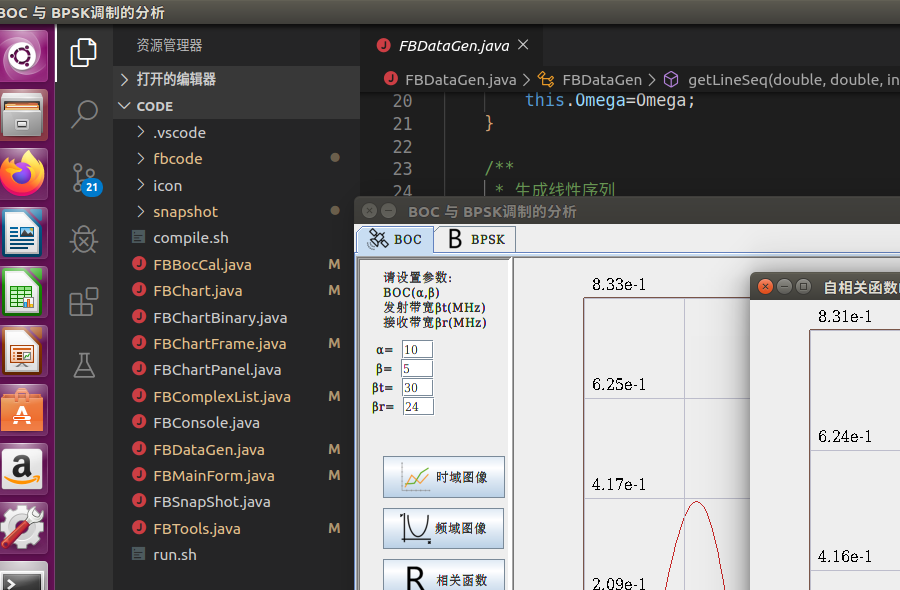 BOC 与 BPSK调制的分析
资源管理器
打开的编辑器
CODE
.vscode
fbcode
icon
snapshot
compile.sh
FBBocCal.java M
FBChart.java M
FBChartBinary.java
FBChartFrame.java M
FBChartPanel.java
FBComplexList.java M
FBConsole.java
FBDataGen.java M
FBMainForm.java M
FBSnapShot.java
FBTools.java M
run.sh
21
FBDataGen.java
FBDataGen.java > FBDataGen > getLineSeq(double, double, in
20 this.Omega=Omega;
21 }
22
23 /**
24 * 生成线性序列
BOC 与 BPSK调制的分析
BOC
B BPSK
请设置参数:
BOC(α,β)
发射带宽βt(MHz)
接收带宽βr(MHz)
α= 10
β= 5
βt= 30
βr= 24
时域图像
频域图像
R 相关函数
8.33e-1
6.25e-1
4.17e-1
2.09e-1
自相关函数
8.31e-1
6.24e-1
4.16e-1